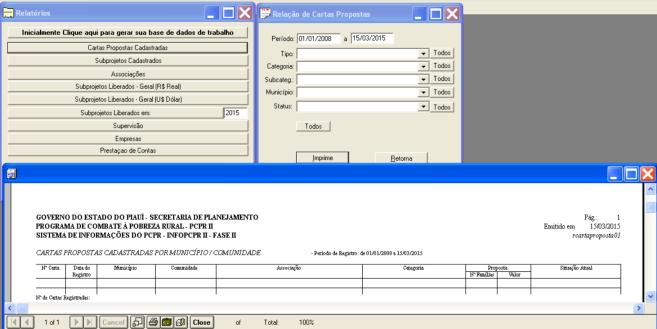 Relatórios
Inicialmente Clique aqui para gerar sua base de dados de trabalho
Cartas Propostas Cadastradas
Subprojetos Cadastrados
Associações
Subprojetos Liberados - Geral (R$ Real)
Subprojetos Liberados - Geral (U$ Dólar)
Subprojetos Liberados em: 2015
Supervisão
Empresas
Prestaçao de Contas
Relação de Cartas Propostas
Período: 01/01/2008 a 15/03/2015
Tipo: Todos
Categoria: Todos
Subcateg.: Todos
Município: Todos
Status: Todos
Todos
Imprime Retorna
GOVERNO DO ESTADO DO PIAUÍ - SECRETARIA DE PLANEJAMENTO Pág.: 1
PROGRAMA DE COMBATE À POBREZA RURAL - PCPR II Emitido em 15/03/2015
SISTEMA DE INFORMAÇÕES DO PCPR - INFOPCPR II - FASE II rcartaproposta01
CARTAS PROPOSTAS CADASTRADAS POR MUNICÍPIO / COMUNIDADE - Período de Registro: de 01/01/2008 a 15/03/2015
Nº Carta Data do Registro Município Comunidade Associação Categoria Proposta Situação Atual
Nº Famílias Valor
Nº de Cartas Registradas:
1 of 1 Cancel Close of Total: 100%